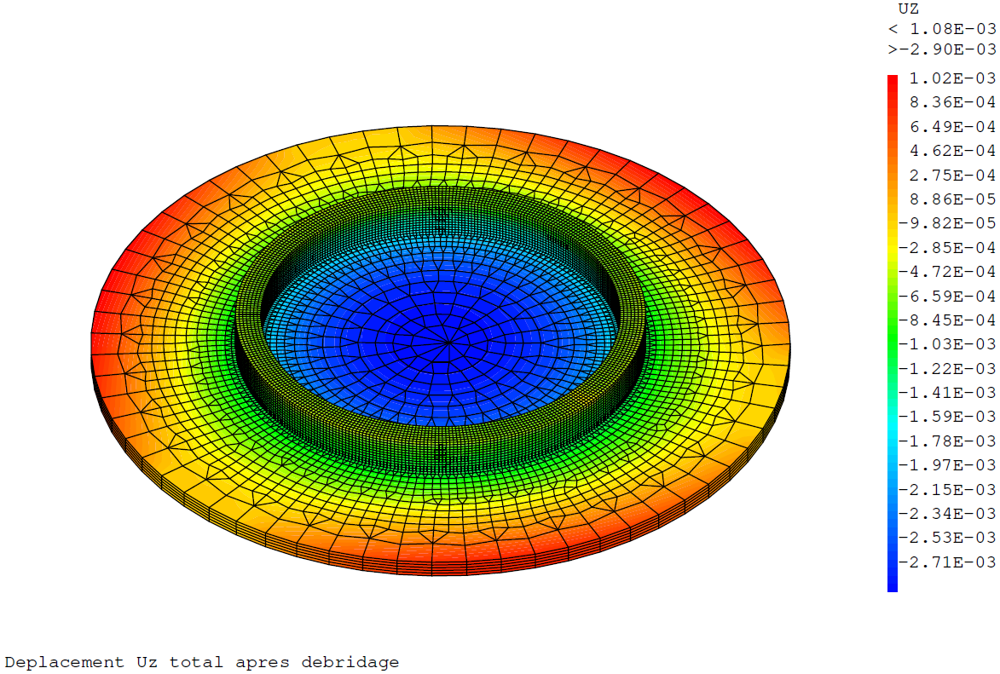 UZ
< 1.08E-03
>-2.90E-03
1.02E-03
8.36E-04
6.49E-04
4.62E-04
2.75E-04
8.86E-05
-9.82E-05
-2.85E-04
-4.72E-04
-6.59E-04
-8.45E-04
-1.03E-03
-1.22E-03
-1.41E-03
-1.59E-03
-1.78E-03
-1.97E-03
-2.15E-03
-2.34E-03
-2.53E-03
-2.71E-03
Deplacement Uz total apres debridage